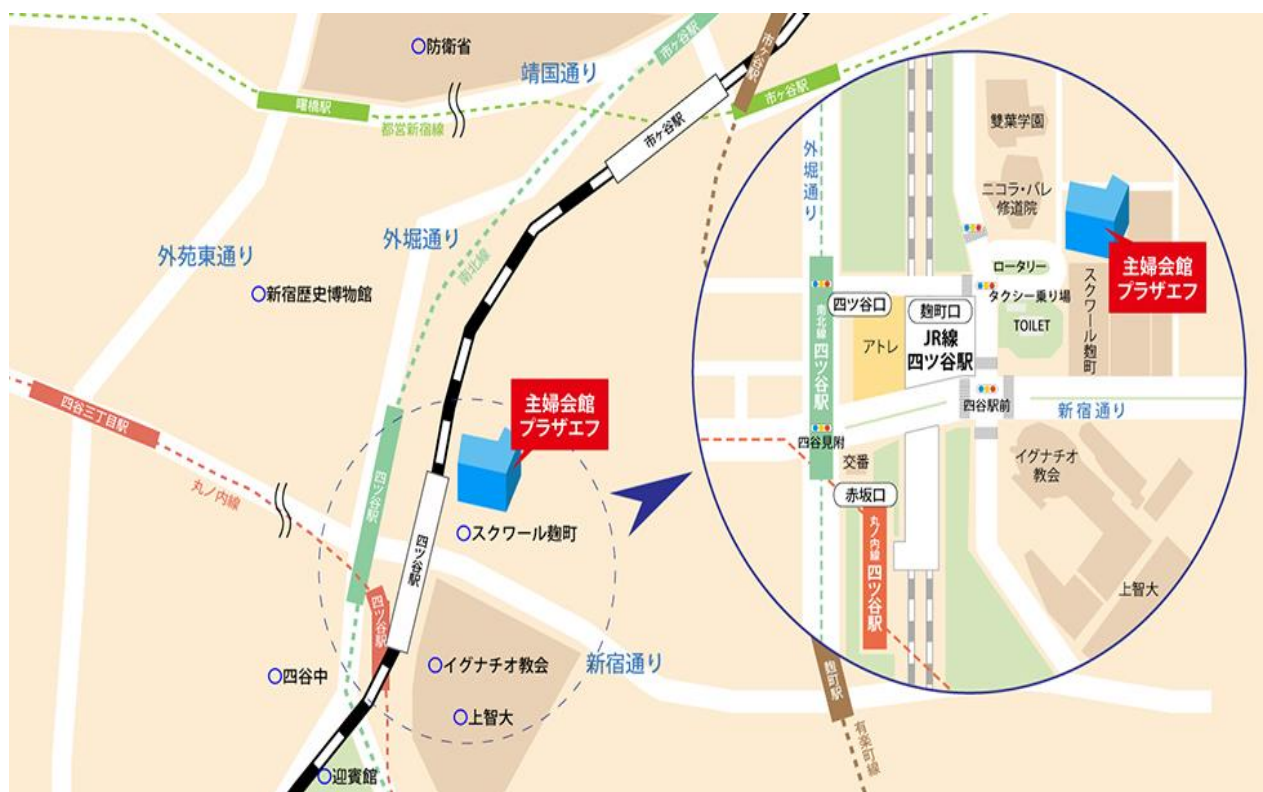 防衛省
靖国通り
市ヶ谷駅
市ヶ谷駅
市ヶ谷駅
市ヶ谷駅
曙橋駅
都営新宿線
外堀通り
南北線
外苑東通り
新宿歴史博物館
四谷三丁目駅
丸ノ内線
主婦会館
プラザエフ
四ツ谷駅
四ツ谷駅
四ツ谷駅
スクワール麹町
イグナチオ教会
新宿通り
四谷中
上智大
迎賓館
麹町駅
有楽町線
外堀通り
雙葉学園
ニコラ・バレ
修道院
主婦会館
プラザエフ
ロータリー
タクシー乗り場
TOILET
スクワール麹町
四ツ谷口
麹町口
JR線
四ツ谷駅
アトレ
南北線 四ツ谷駅
四谷駅前
新宿通り
四谷見附
交番
赤坂口
丸ノ内線 四ツ谷駅
イグナチオ
教会
上智大